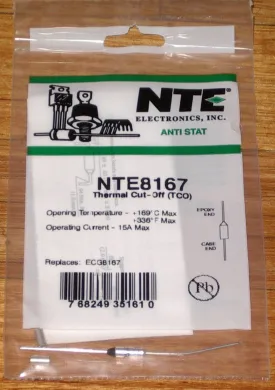 NTE®
ELECTRONICS, INC.
ANTI STAT
NTE8167
Thermal Cut-Off (TCO)
Opening Temperature - +169°C Max
+336°F Max
Operating Current - 15A Max
Replaces: ECG8167
EPOXY
END
CASE
END
Pb
7 68249 35161 0